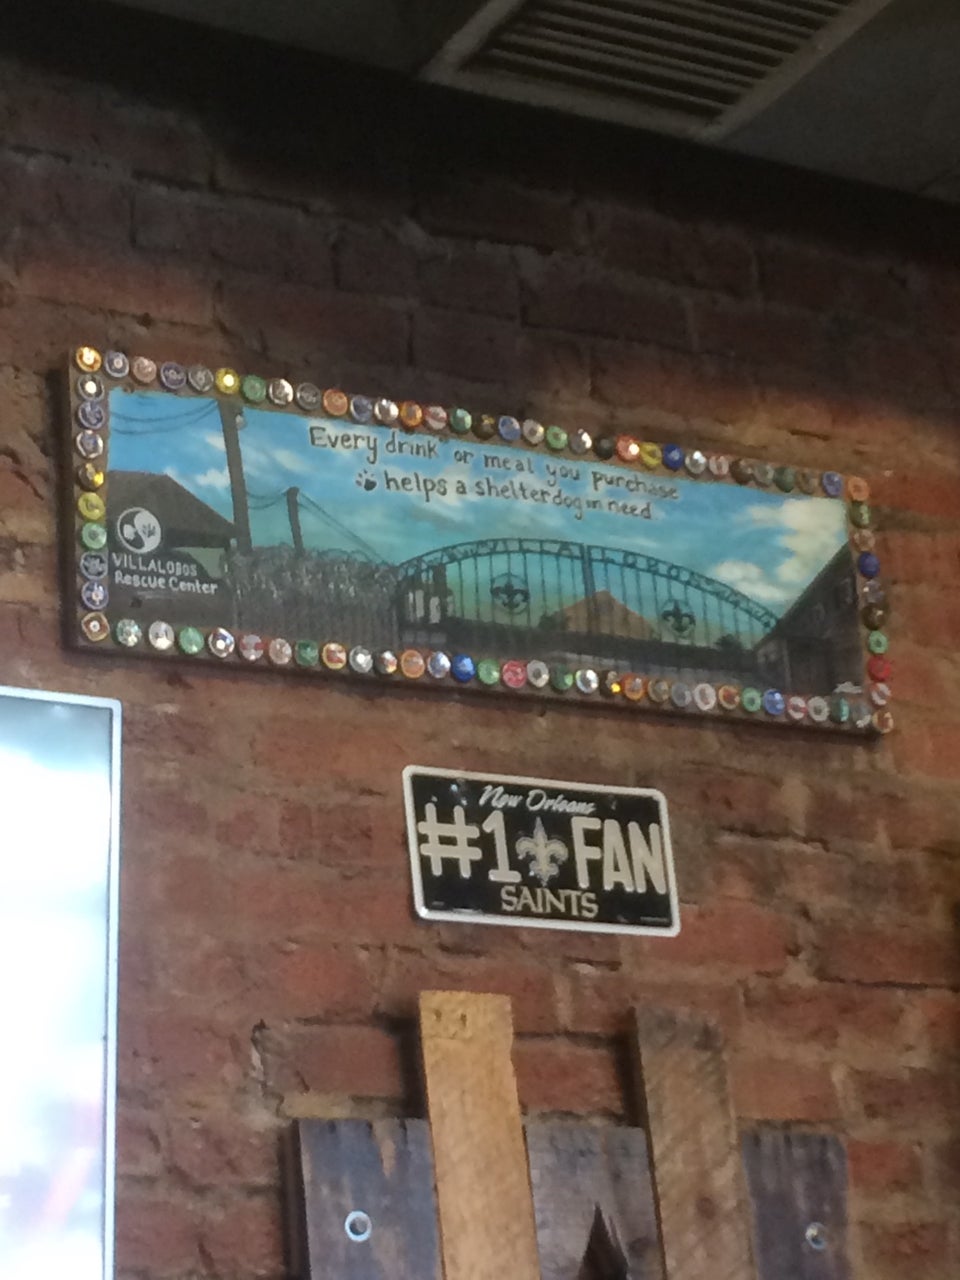 Every drink or meal you purchase
helps a shelter dog in need
VILLALOBOS
Rescue Center
VILLALOBOS
New Orleans
#1 FAN
SAINTS